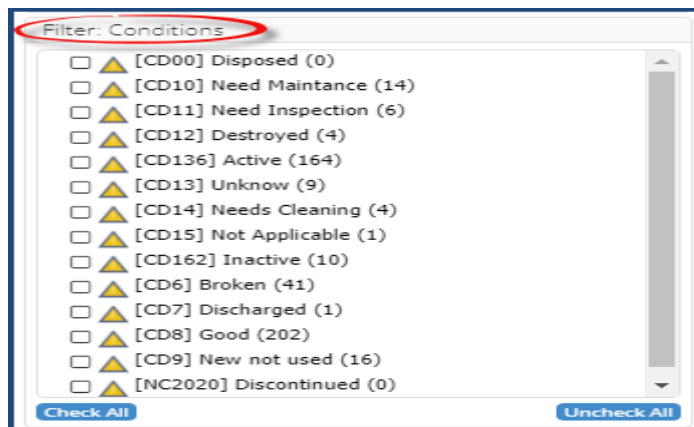 Filter: Conditions
[CD00] Disposed (0)
[CD10] Need Maintance (14)
[CD11] Need Inspection (6)
[CD12] Destroyed (4)
[CD136] Active (164)
[CD13] Unknow (9)
[CD14] Needs Cleaning (4)
[CD15] Not Applicable (1)
[CD162] Inactive (10)
[CD6] Broken (41)
[CD7] Discharged (1)
[CD8] Good (202)
[CD9] New not used (16)
[NC2020] Discontinued (0)
Check All Uncheck All